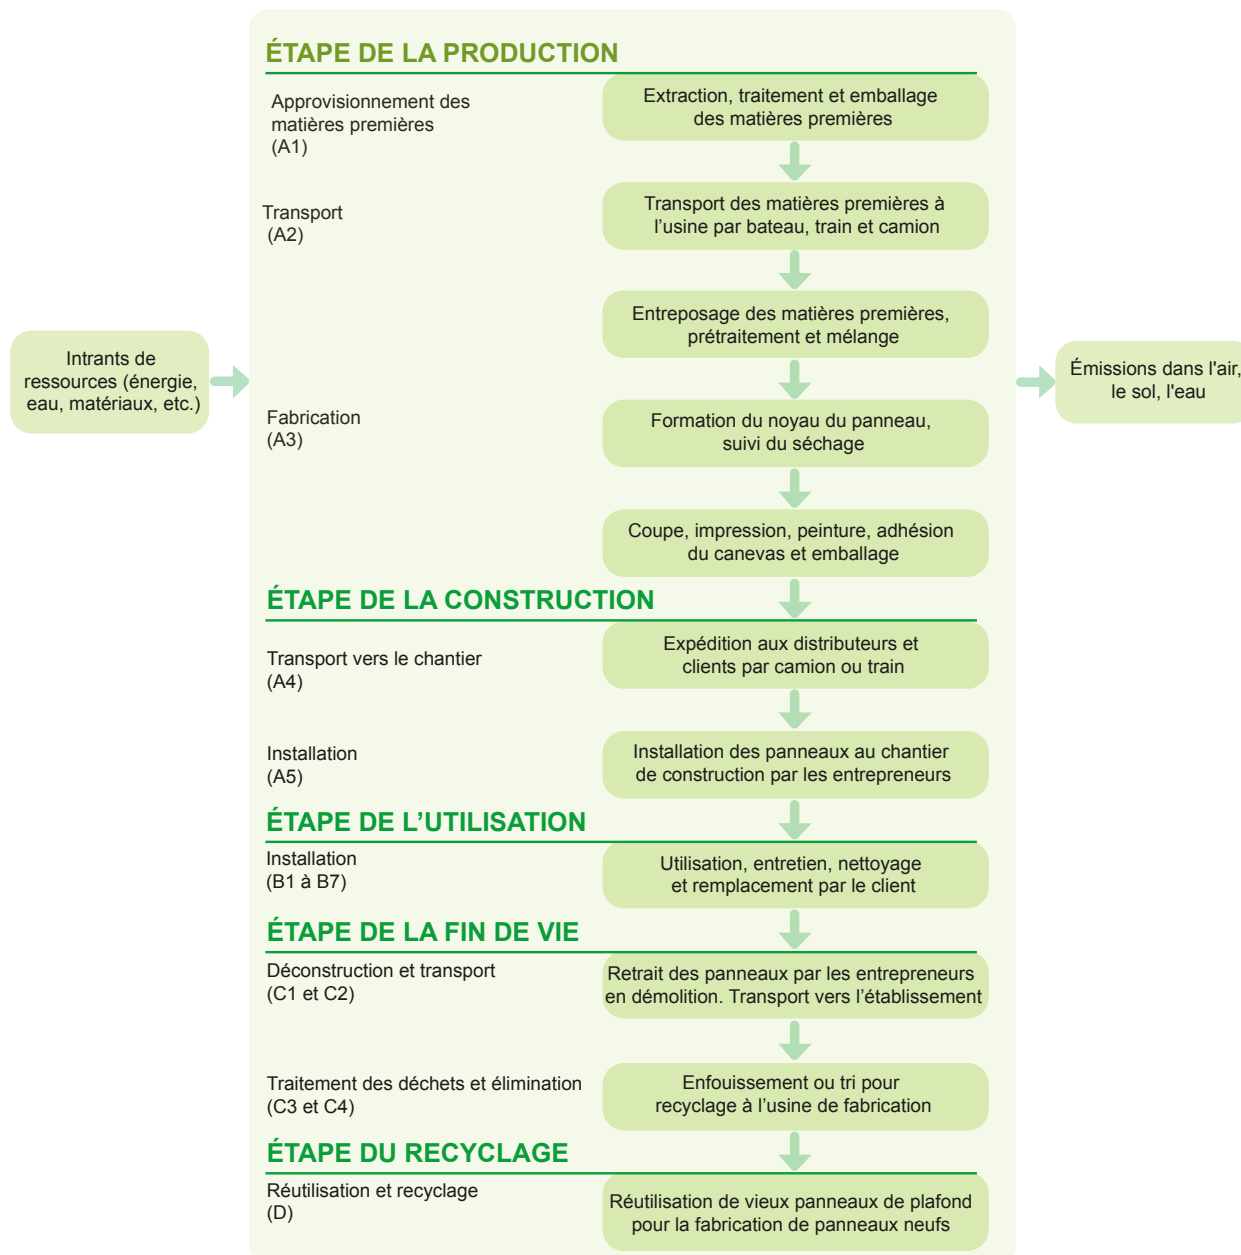 ÉTAPE DE LA PRODUCTION
Approvisionnement des
matières premières
(A1)
Extraction, traitement et emballage
des matières premières
Transport
(A2)
Transport des matières premières à
l’usine par bateau, train et camion
Entreposage des matières premières,
prétraitement et mélange
Intrants de
ressources (énergie,
eau, matériaux, etc.)
Émissions dans l'air,
le sol, l'eau
Fabrication
(A3)
Formation du noyau du panneau,
suivi du séchage
Coupe, impression, peinture, adhésion
du canevas et emballage
ÉTAPE DE LA CONSTRUCTION
Transport vers le chantier
(A4)
Expédition aux distributeurs et
clients par camion ou train
Installation
(A5)
Installation des panneaux au chantier
de construction par les entrepreneurs
ÉTAPE DE L’UTILISATION
Installation
(B1 à B7)
Utilisation, entretien, nettoyage
et remplacement par le client
ÉTAPE DE LA FIN DE VIE
Déconstruction et transport
(C1 et C2)
Retrait des panneaux par les entrepreneurs
en démolition. Transport vers l’établissement
Traitement des déchets et élimination
(C3 et C4)
Enfouissement ou tri pour
recyclage à l’usine de fabrication
ÉTAPE DU RECYCLAGE
Réutilisation et recyclage
(D)
Réutilisation de vieux panneaux de plafond
pour la fabrication de panneaux neufs